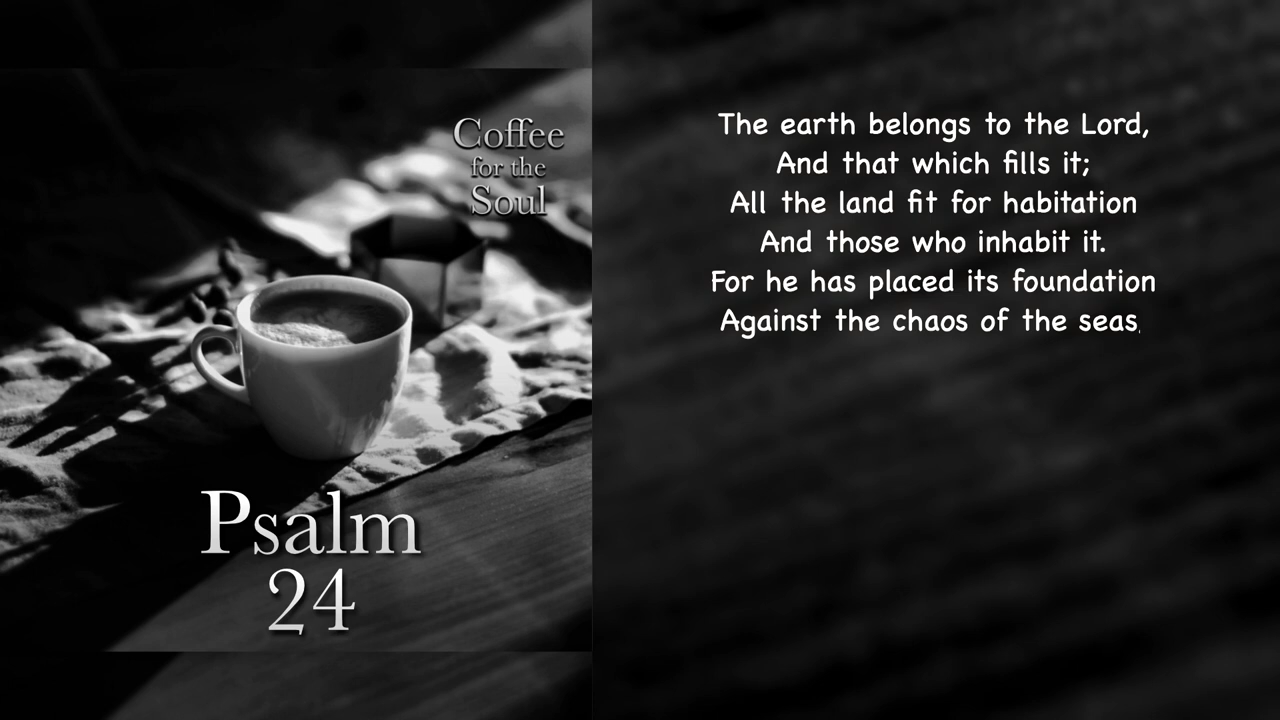 Coffee
for the
Soul
Psalm
24
The earth belongs to the Lord,
And that which fills it;
All the land fit for habitation
And those who inhabit it.
For he has placed its foundation
Against the chaos of the seas,